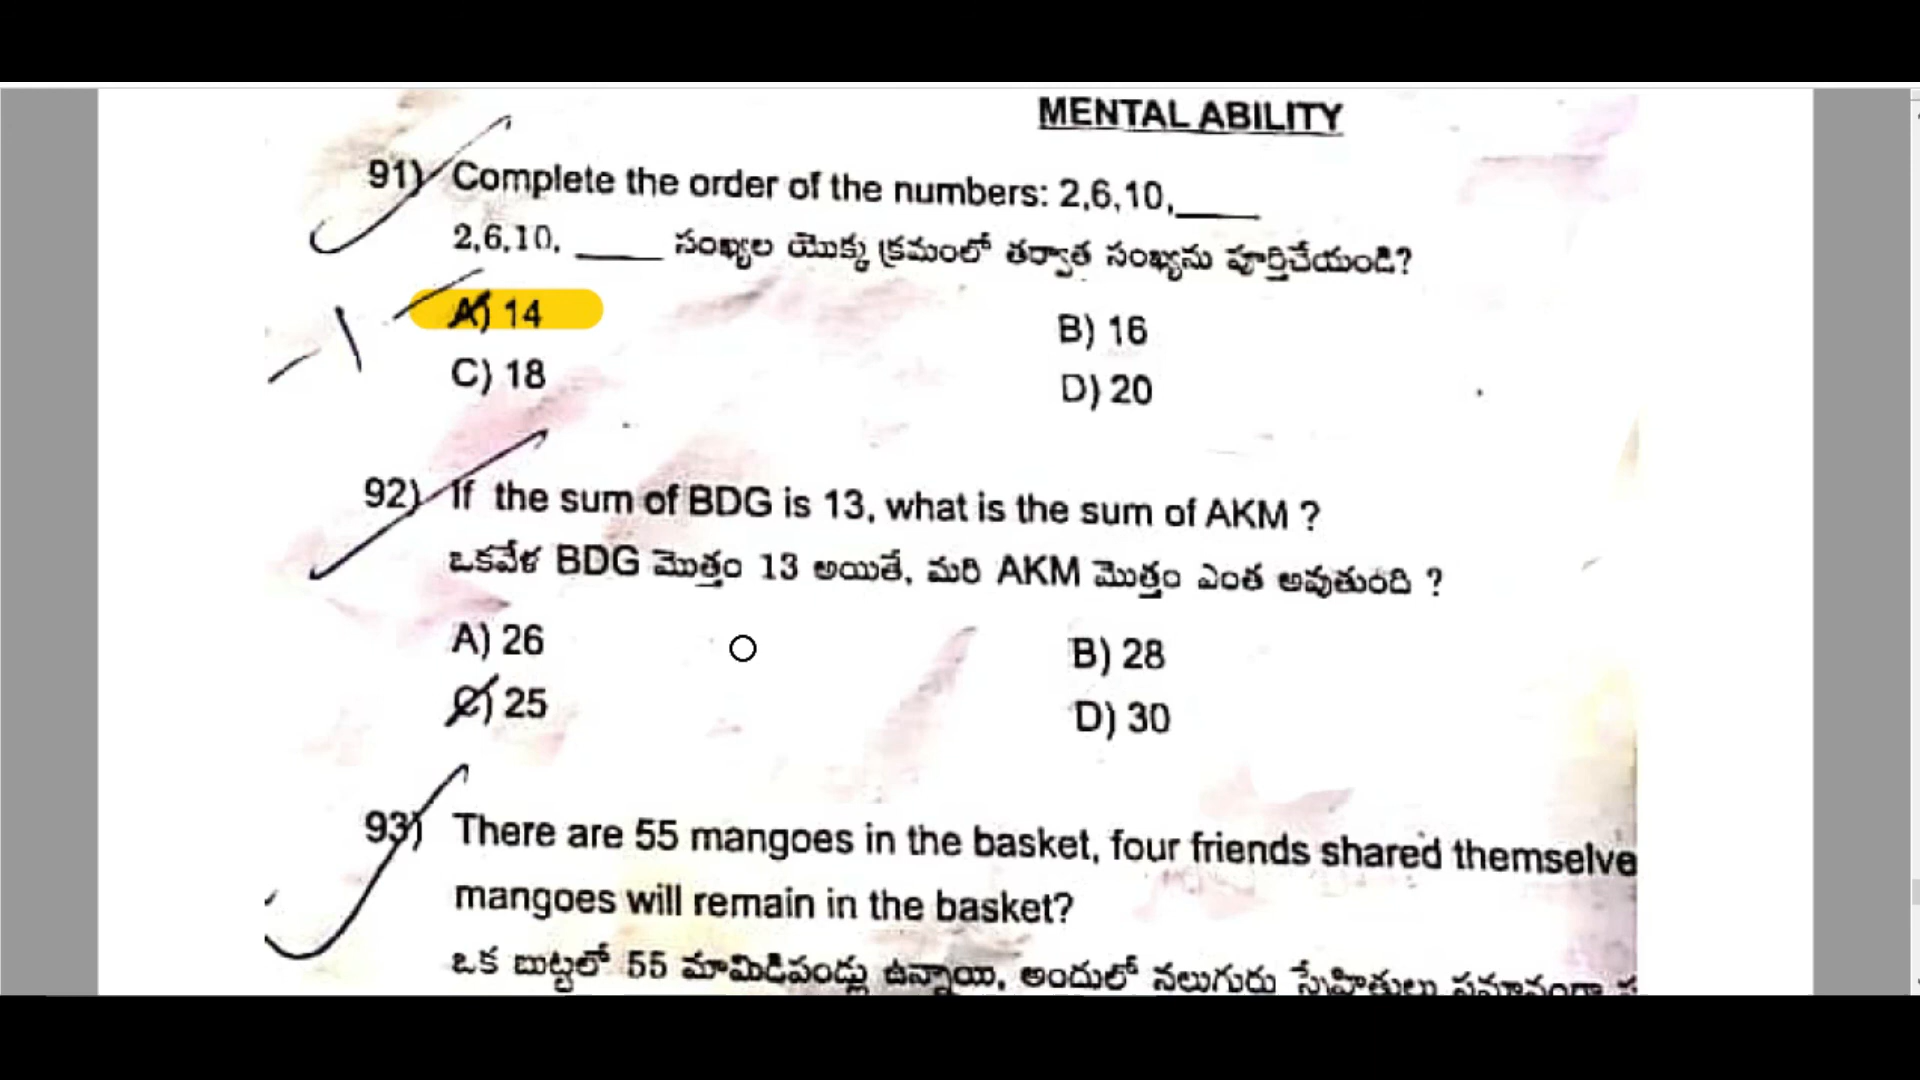 MENTAL ABILITY
91) Complete the order of the numbers: 2,6,10,____
2,6,10, ____ సంఖ్యల యొక్క క్రమంలో తర్వాత సంఖ్యను పూర్తిచేయండి?
A) 14
B) 16
C) 18
D) 20
92) If the sum of BDG is 13, what is the sum of AKM ?
ఒకవేళ BDG మొత్తం 13 అయితే, మరి AKM మొత్తం ఎంత అవుతుంది ?
A) 26
B) 28
C) 25
D) 30
93) There are 55 mangoes in the basket, four friends shared themselve
mangoes will remain in the basket?
ఒక బుట్టలో 55 మామిడిపండ్లు ఉన్నాయి, అందులో నలుగురు స్నేహితులు సమానంగా